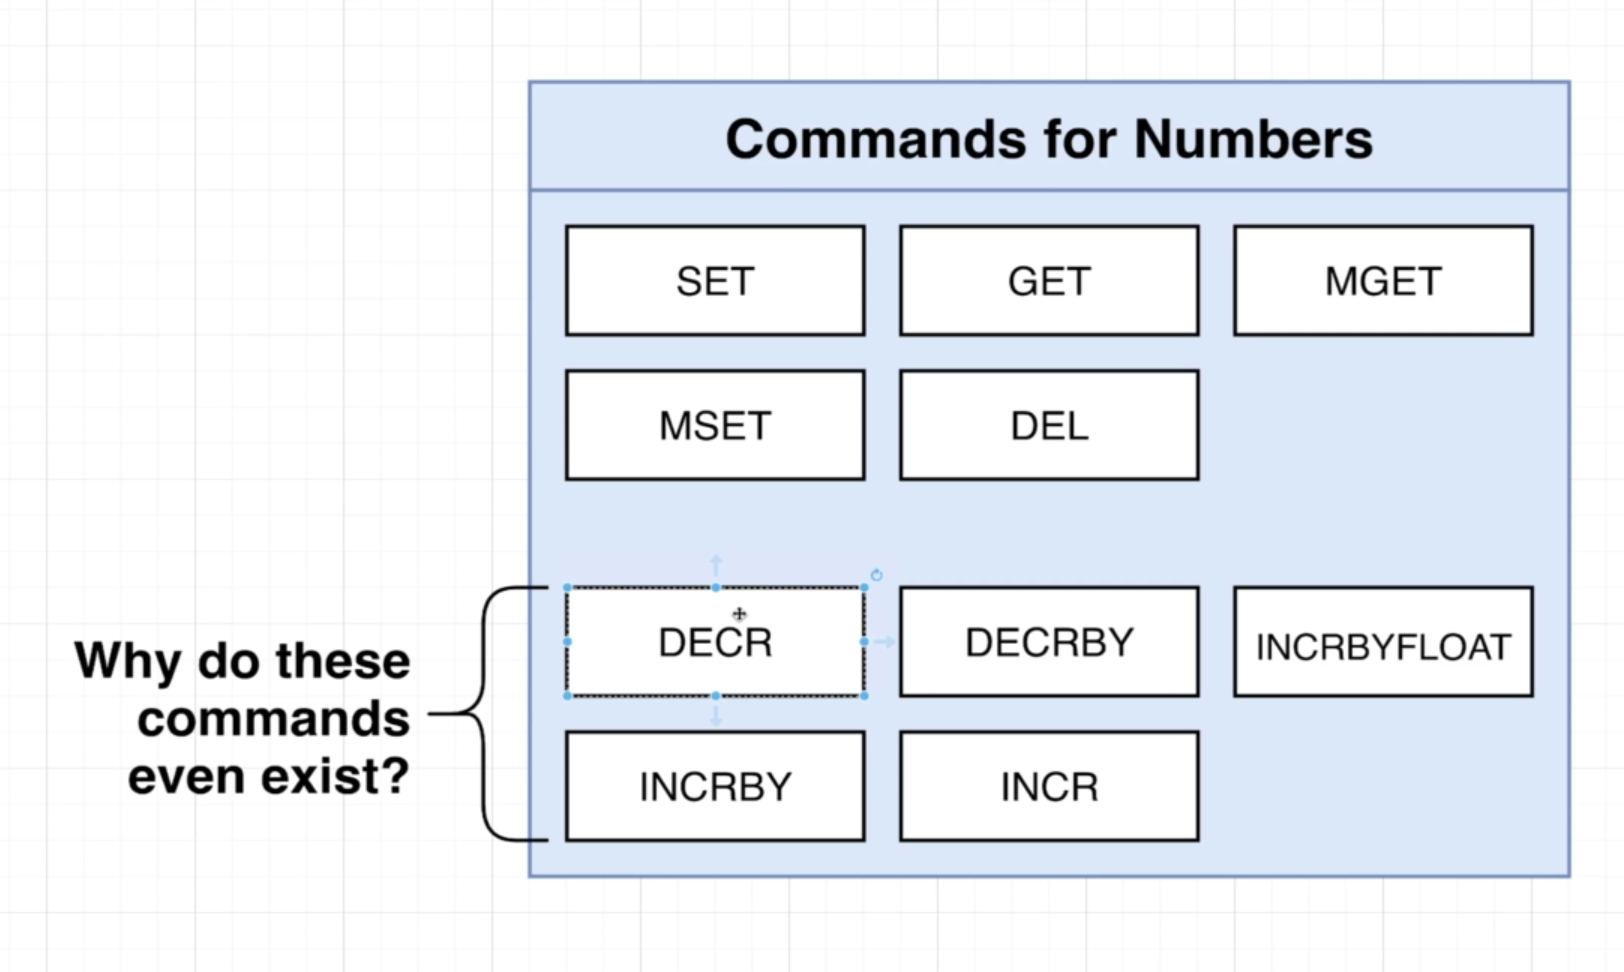 Commands for Numbers
SET
GET
MGET
MSET
DEL
Why do these
commands
even exist?
DECR
DECRBY
INCRBYFLOAT
INCRBY
INCR